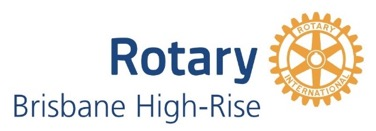 Rotary
Brisbane High-Rise
ROTARY
INTERNATIONAL